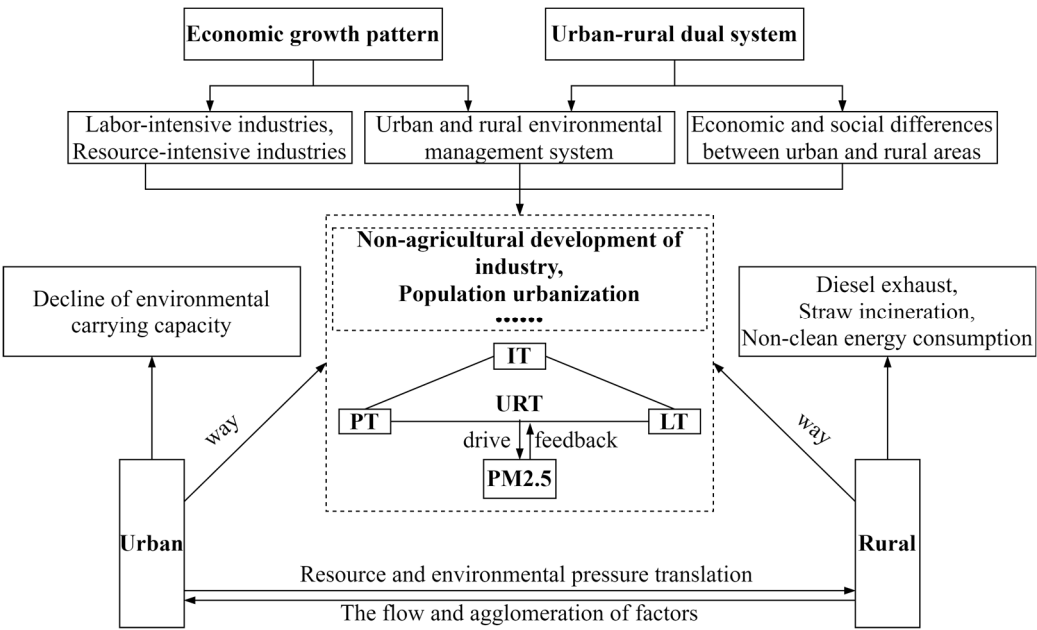 Economic growth pattern
Urban-rural dual system
Labor-intensive industries,
Resource-intensive industries
Urban and rural environmental
management system
Economic and social differences
between urban and rural areas
Non-agricultural development of
industry,
Population urbanization
......
Decline of environmental
carrying capacity
Diesel exhaust,
Straw incineration,
Non-clean energy consumption
IT
URT
PT
LT
way
way
drive
feedback
PM2.5
Urban
Rural
Resource and environmental pressure translation
The flow and agglomeration of factors